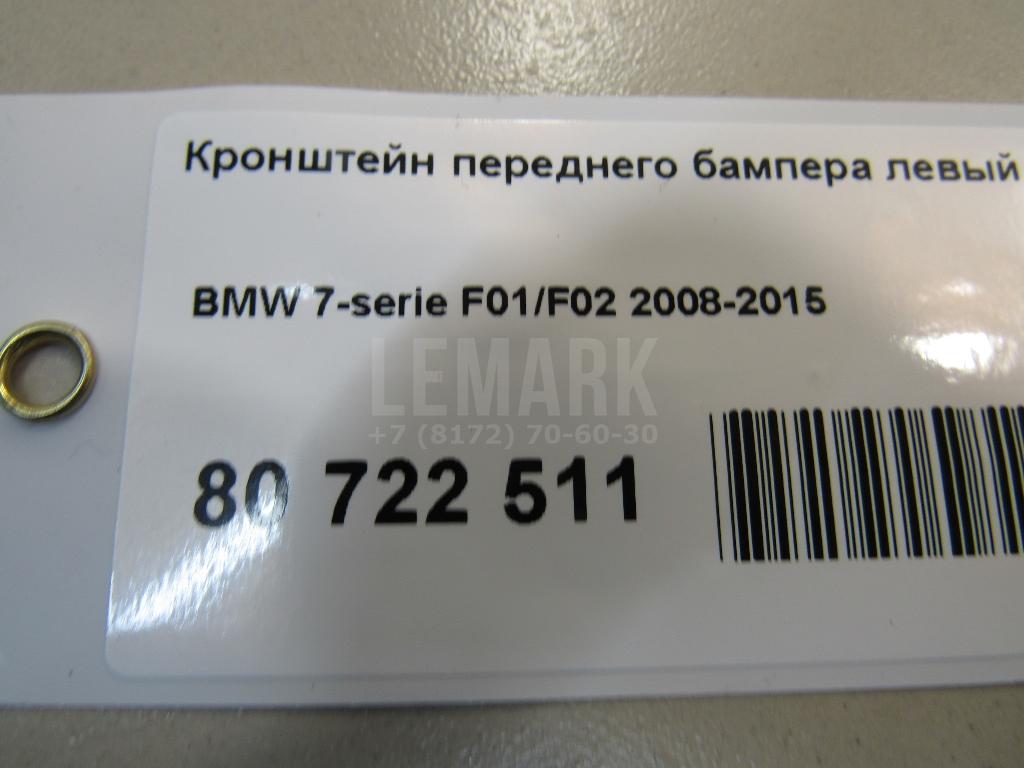 Кронштейн переднего бампера левый
BMW 7-serie F01/F02 2008-2015
LEMARK
+7 (8172) 70-60-30
80 722 511